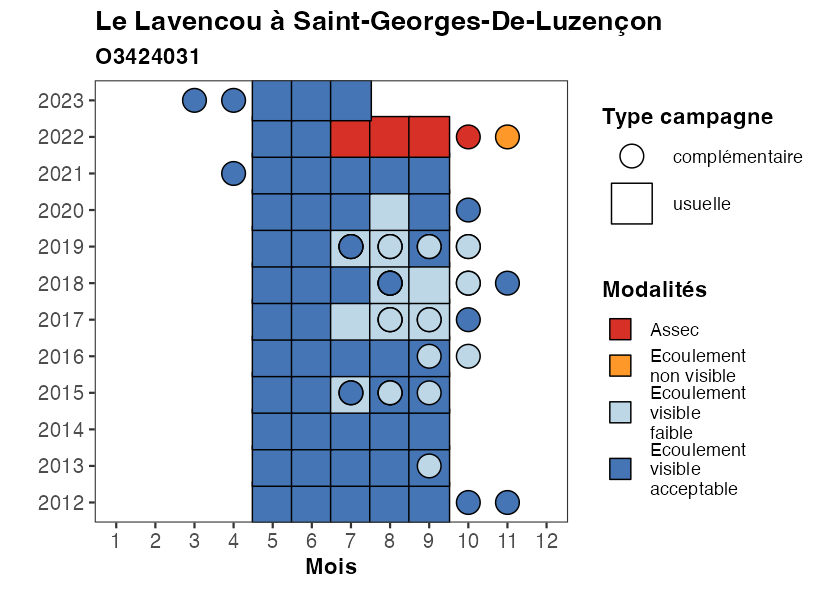 Le Lavencou à Saint-Georges-De-Luzençon
O3424031
2023
2022
2021
2020
2019
2018
2017
2016
2015
2014
2013
2012
1 2 3 4 5 6 7 8 9 10 11 12
Mois
Type campagne
complémentaire
usuelle
Modalités
Assec
Ecoulement
non visible
Ecoulement
visible
faible
Ecoulement
visible
acceptable